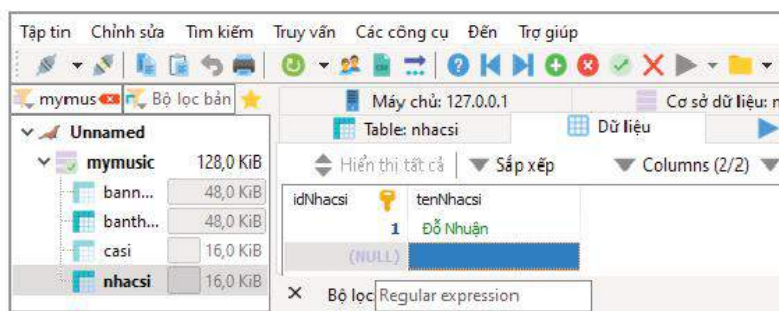 Tập tin Chỉnh sửa Tìm kiếm Truy vấn Các công cụ Đến Trợ giúp
mymus Bộ lọc bản Máy chủ: 127.0.0.1 Cơ sở dữ liệu: m
Unnamed Table: nhacsi Dữ liệu
mymusic 128,0 KiB Hiển thị tất cả Sắp xếp Columns (2/2)
bann... 48,0 KiB idNhacsi tenNhacsi
banth... 48,0 KiB 1 Đỗ Nhuận
casi 16,0 KiB (NULL)
nhacsi 16,0 KiB Bộ lọc Regular expression